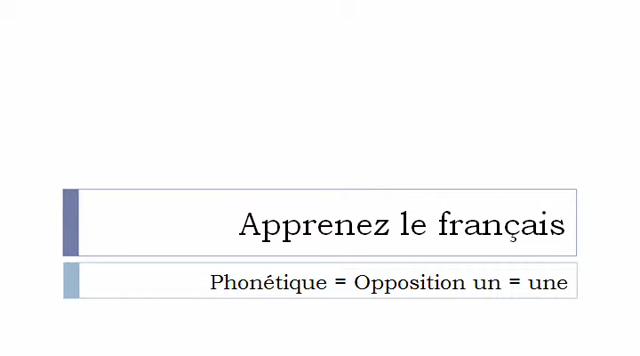 Apprenez le français
Phonétique = Opposition un = une